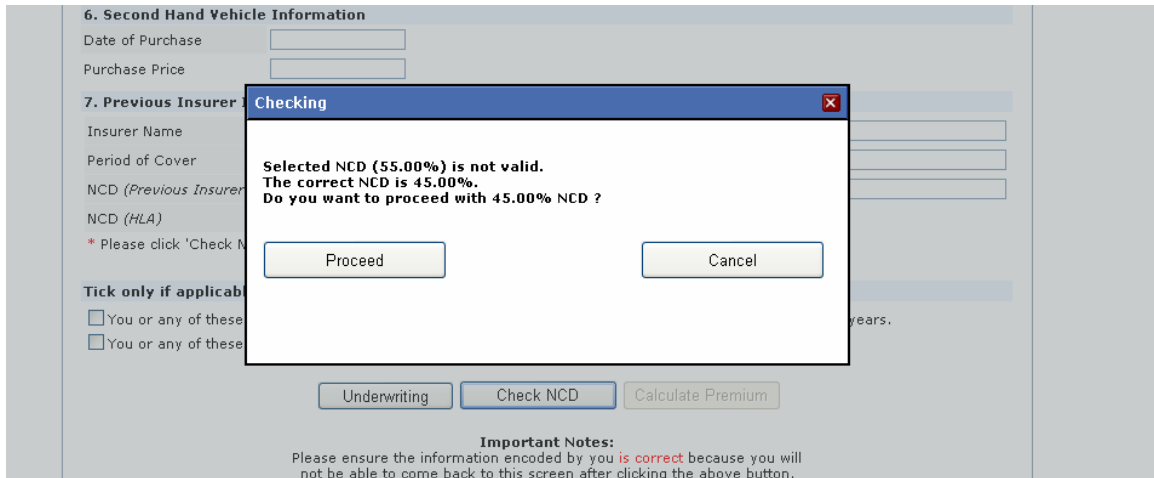 6. Second Hand Vehicle Information
Date of Purchase
Purchase Price
7. Previous Insurer
Checking
Insurer Name
Period of Cover
NCD (Previous Insurer
NCD (HLA)
* Please click 'Check
Selected NCD (55.00%) is not valid.
The correct NCD is 45.00%.
Do you want to proceed with 45.00% NCD ?
Proceed Cancel
Tick only if
You or any of these years.
You or any of these
Underwriting Check NCD Calculate Premium
Important Notes:
Please ensure the information encoded by you is correct because you will
not be able to come back to this screen after clicking the above button.